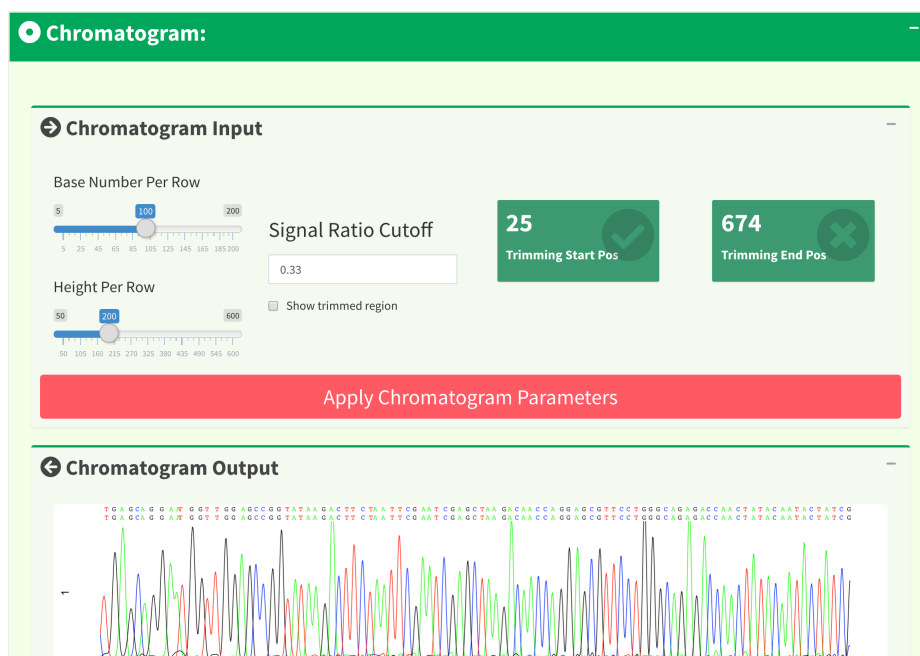 Chromatogram:
Chromatogram Input
Base Number Per Row
5 100 200
5 25 45 65 85 105 125 145 165 185 200
Height Per Row
50 200 600
50 105 160 215 270 325 380 435 490 545 600
Signal Ratio Cutoff
0.33
Show trimmed region
25
Trimming Start Pos
674
Trimming End Pos
Apply Chromatogram Parameters
Chromatogram Output
TGAGCAGGAATGGTTGGAGCCGGTATAAGACTTCTAATTCGAATCGAGCTAAGACAACCAGGAGCGTTCCTGGGCAGAGACCAACTATACAATACTATCG
TGAGCAGGAATGGTTGGAGCCGGTATAAGACTTCTAATTCGAATCGAGCTAAGACAACCAGGAGCGTTCCTGGGCAGAGACCAACTATACAATACTATCG
1